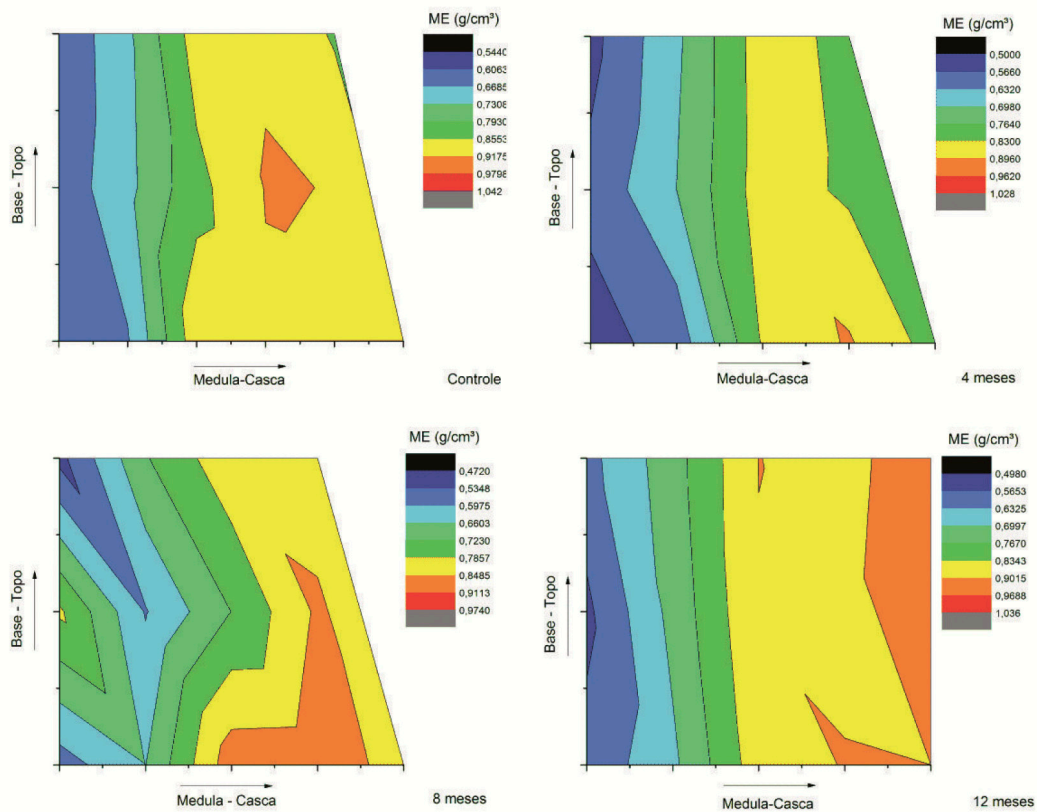 ME (g/cm³)
0,5440
0,6063
0,6685
0,7308
0,7930
0,8553
0,9175
0,9798
1,042
Base - Topo
Medula-Casca
Controle
ME (g/cm³)
0,5000
0,5660
0,6320
0,6980
0,7640
0,8300
0,8960
0,9620
1,028
Base - Topo
Medula-Casca
4 meses
ME (g/cm³)
0,4720
0,5348
0,5975
0,6603
0,7230
0,7857
0,8485
0,9113
0,9740
Base - Topo
Medula - Casca
8 meses
ME (g/cm³)
0,4980
0,5653
0,6325
0,6997
0,7670
0,8343
0,9015
0,9688
1,036
Base - Topo
Medula-Casca
12 meses